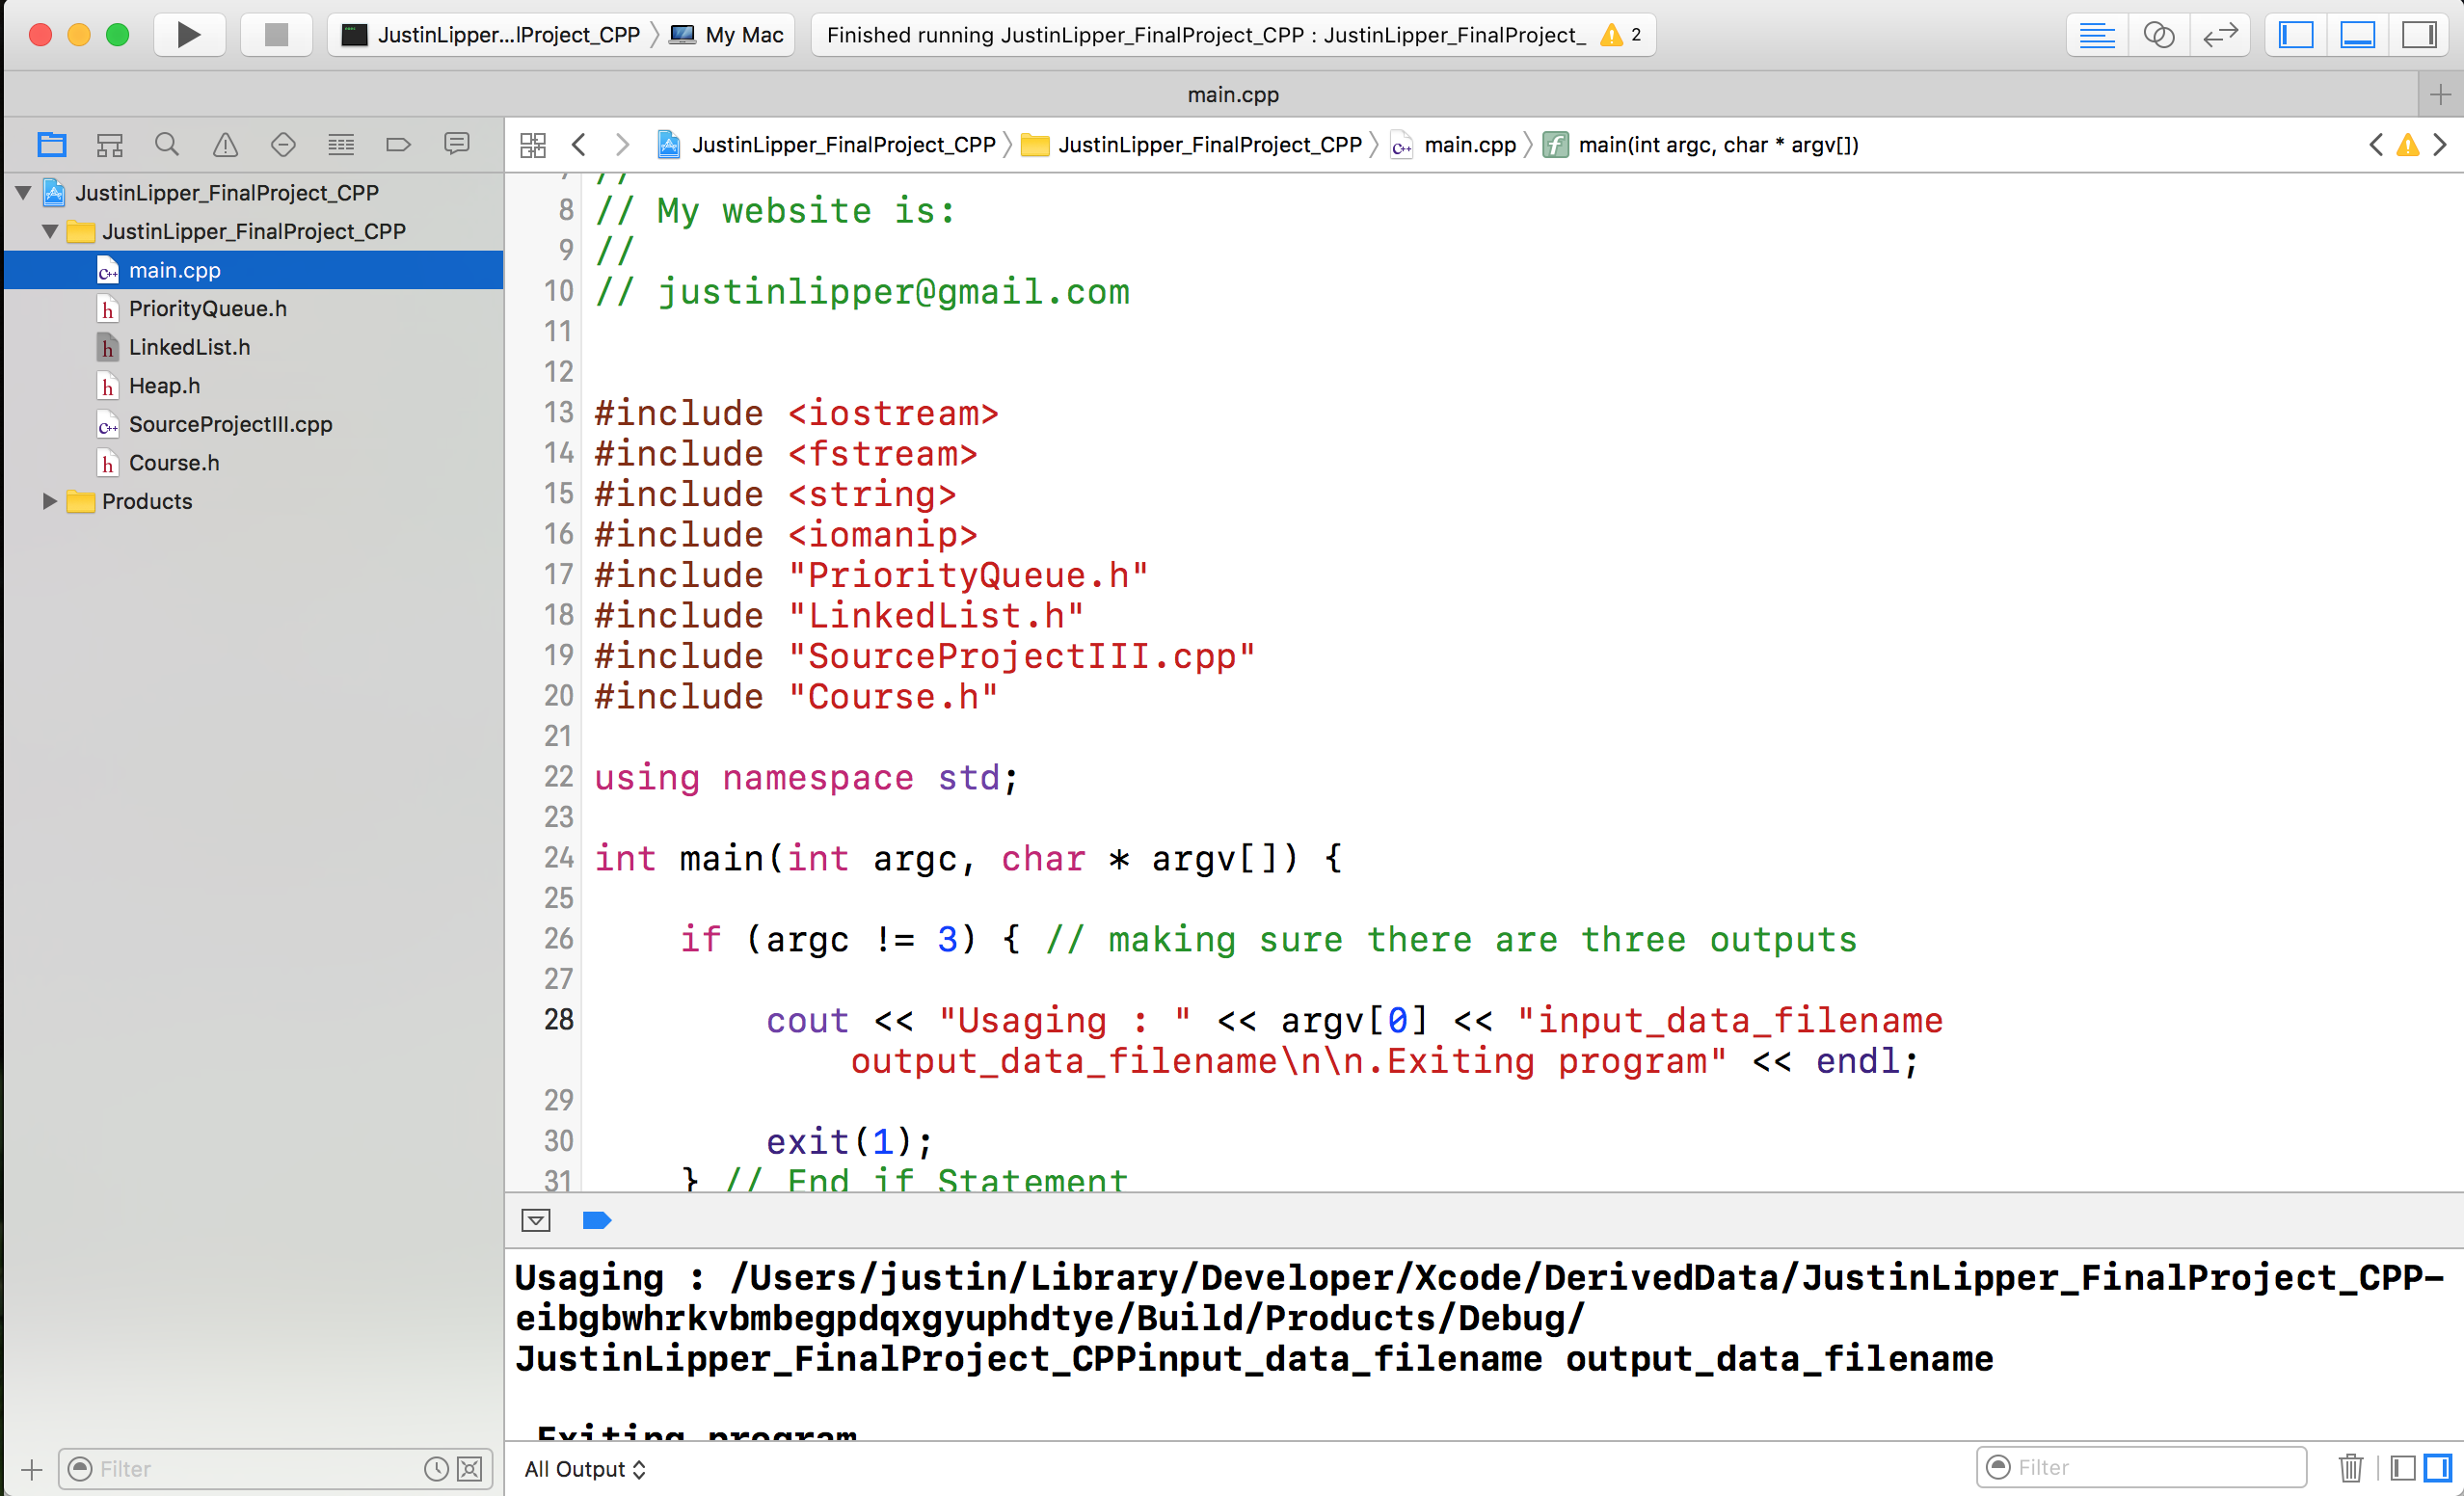 JustinLipper...lProject_CPP
My Mac
Finished running JustinLipper_FinalProject_CPP : JustinLipper_FinalProject_
2
main.cpp
JustinLipper_FinalProject_CPP
JustinLipper_FinalProject_CPP
main.cpp
main(int argc, char * argv[])
JustinLipper_FinalProject_CPP
JustinLipper_FinalProject_CPP
main.cpp
PriorityQueue.h
LinkedList.h
Heap.h
SourceProjectIII.cpp
Course.h
Products
7 //
8 // My website is:
9 //
10 // justinlipper@gmail.com
11
12
13 #include <iostream>
14 #include <fstream>
15 #include <string>
16 #include <iomanip>
17 #include "PriorityQueue.h"
18 #include "LinkedList.h"
19 #include "SourceProjectIII.cpp"
20 #include "Course.h"
21
22 using namespace std;
23
24 int main(int argc, char * argv[]) {
25
26 if (argc != 3) { // making sure there are three outputs
27
28 cout << "Usaging : " << argv[0] << "input_data_filename
output_data_filename\n\n.Exiting program" << endl;
29
30 exit(1);
31 } // End if Statement
Usaging : /Users/justin/Library/Developer/Xcode/DerivedData/JustinLipper_FinalProject_CPP-
eibgbwhrkvbmbegpdqxgyuphdtye/Build/Products/Debug/
JustinLipper_FinalProject_CPPinput_data_filename output_data_filename
.Exiting program
Filter
All Output
Filter